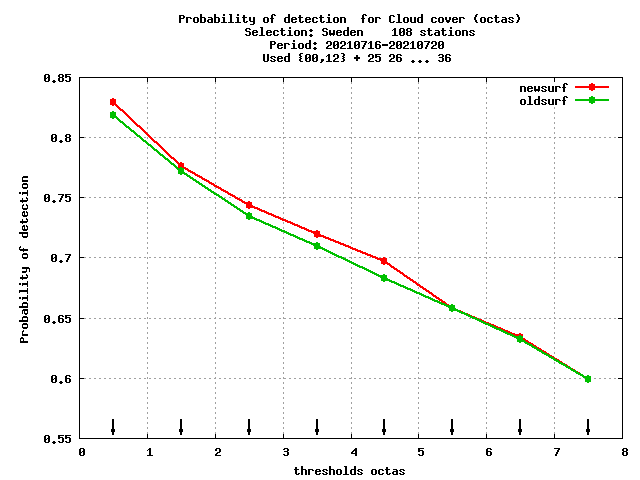 Probability of detection  for Cloud cover (octas)
Selection: Sweden    108 stations
Period: 20210716-20210720
Used {00,12} + 25 26 ... 36
newsurf
oldsurf
0.85
0.8
0.75
0.7
0.65
0.6
0.55
Probability of detection
0 1 2 3 4 5 6 7 8
thresholds octas